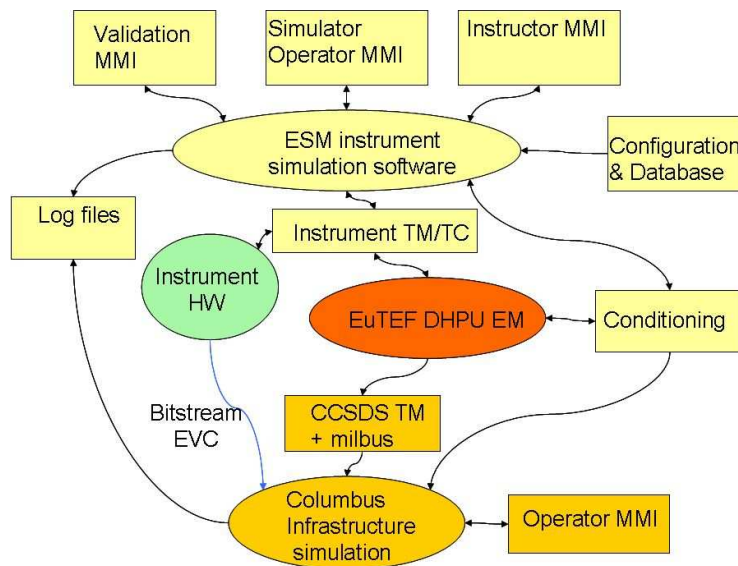 Validation
MMI
Simulator
Operator MMI
Instructor MMI
ESM instrument
simulation software
Configuration
& Database
Log files
Instrument TM/TC
Instrument
HW
EuTEF DHPU EM
Conditioning
Bitstream
EVC
CCSDS TM
+ milbus
Columbus
Infrastructure
simulation
Operator MMI